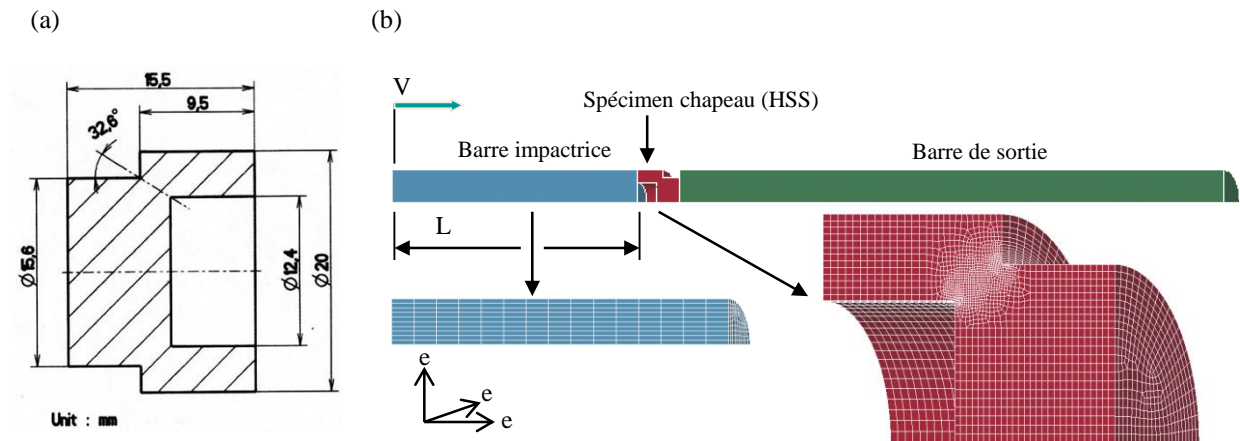 (a)
(b)
15,5
9,5
32,6°
Ø15,6
Ø12,4
Ø20
Unit : mm
V
Spécimen chapeau (HSS)
Barre impactrice
Barre de sortie
L
e
e
e